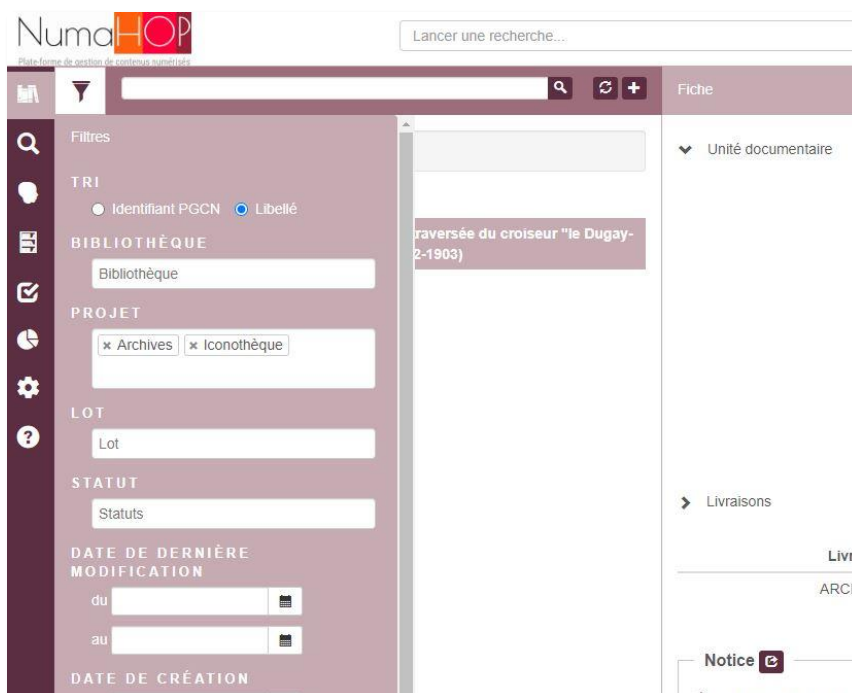 NumaHOP
Plate-forme de gestion de contenus numérisés
Lancer une recherche...
Fiche
Filtres
TRI
Identifiant PGCN Libellé
BIBLIOTHÈQUE
Bibliothèque
PROJET
× Archives × Iconothèque
LOT
Lot
STATUT
Statuts
DATE DE DERNIÈRE
MODIFICATION
du
au
DATE DE CRÉATION
raversée du croiseur "le Dugay-
2-1903)
Unité documentaire
Livraisons
Livr
ARCH
Notice